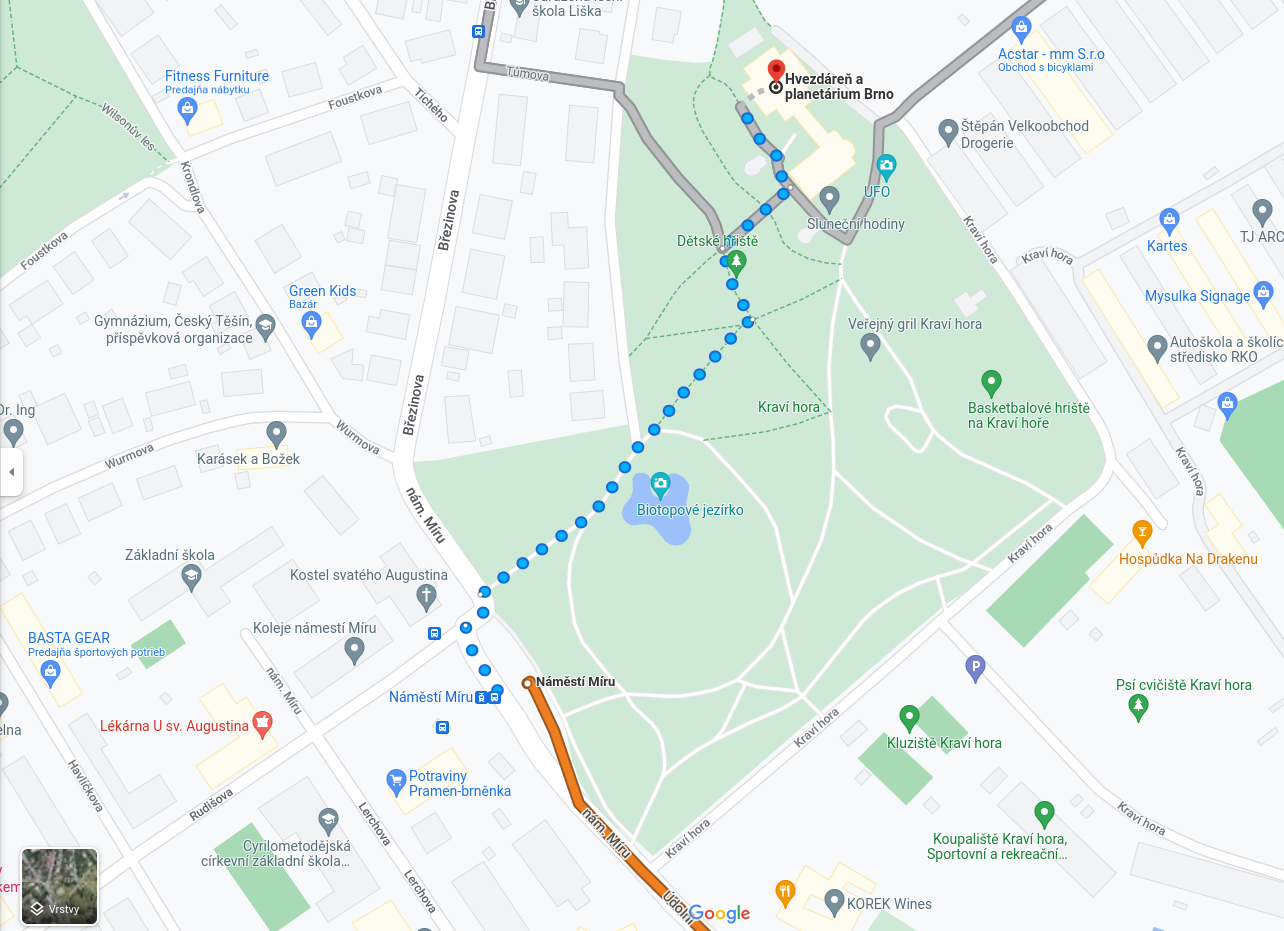 škola Liška
Acstar - mm S.r.o
Obchod s bicyklami
Fitness Furniture
Predajňa nábytku
Tůmova
Hvezdáreň a
planetárium Brno
Foustkova
Tichého
Wilsonův les
Štěpán Velkoobchod
Drogerie
Krondlova
Březinova
UFO
Sluneční hodiny
Kartes
TJ ARC
Foustkova
Dětské hřiště
Kraví hora
Kraví hora
Green Kids
Bazár
Mysulka Signage
Gymnázium, Český Těšín,
příspěvková organizace
Veřejný gril Kraví hora
Autoškola a školic
středisko RKO
Březinova
Kraví hora
Basketbalové hriště
na Kraví hoře
Dr. Ing
Wurmova
Wurmova
Karásek a Božek
Kraví hora
nám. Míru
Biotopové jezírko
Základní škola
Kraví hora
Hospůdka Na Drakenu
Kostel svatého Augustina
Koleje námestí Míru
BASTA GEAR
Predajňa športových potrieb
P
nám. Míru
Náměstí Míru
Náměstí Míru
Psí cvičiště Kraví hora
Lékárna U sv. Augustina
Kraví hora
Kluziště Kraví hora
elna
Havlíčkova
Potraviny
Pramen-brněnka
Rudišova
Lerchova
nám. Míru
Kraví hora
Kraví hora
Koupaliště Kraví hora,
Sportovní a rekreační...
Cyrilometodějská
církevní základní škola...
Lerchova
Údolní
KOREK Wines
Vrstvy
Google